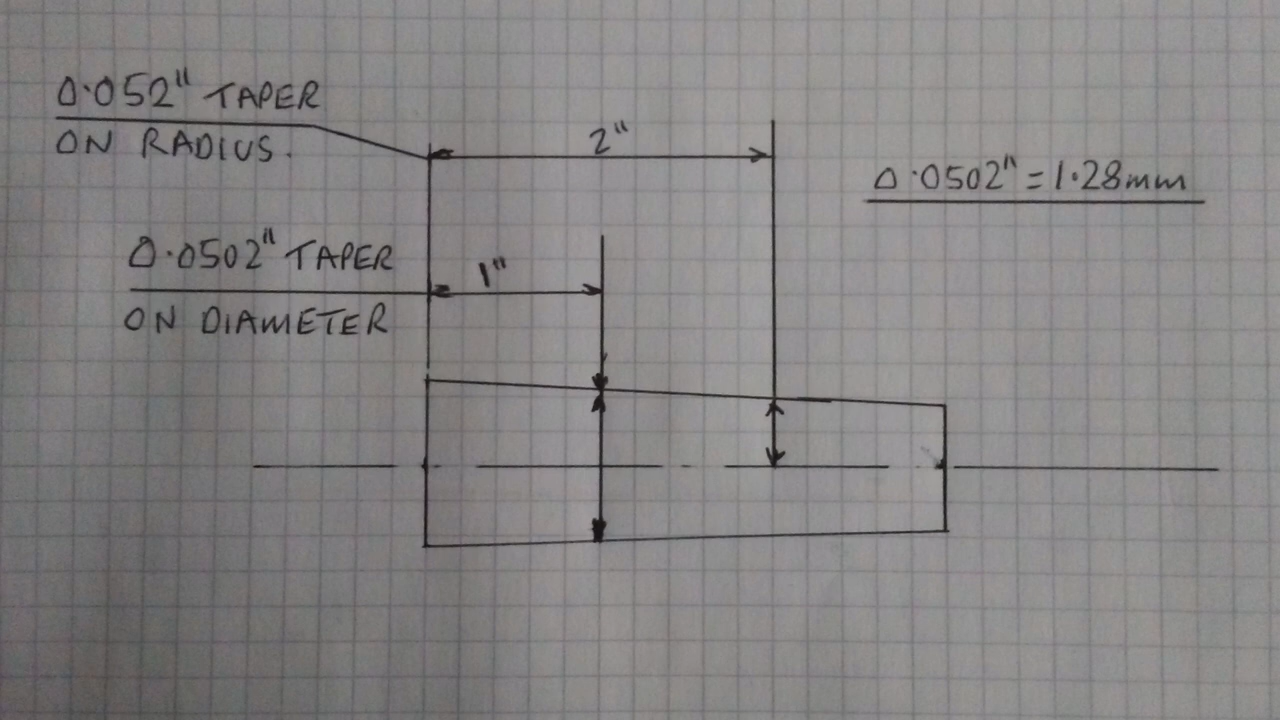 0.052" TAPER
ON RADIUS.
2"
0.0502" = 1.28mm
0.0502" TAPER
ON DIAMETER
1"